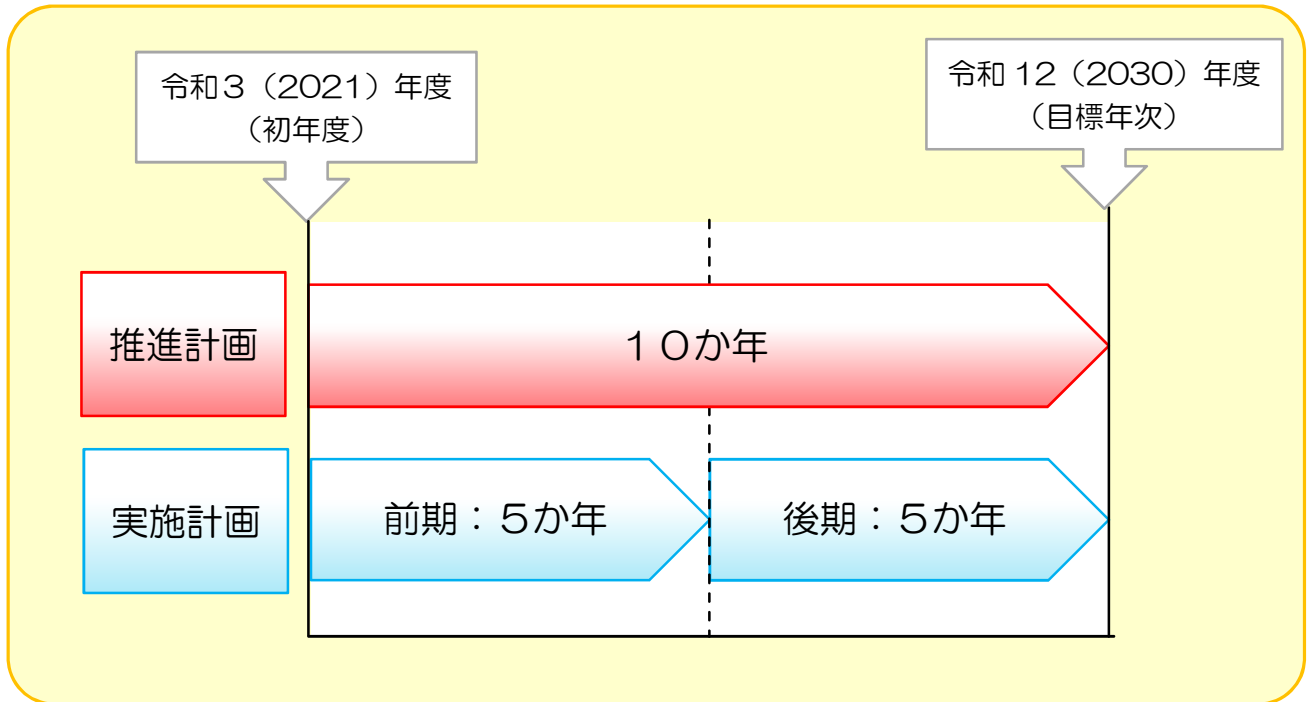 令和3（2021）年度
（初年度）
令和 12（2030）年度
（目標年次）
推進計画
１０か年
実施計画
前期：５か年
後期：５か年